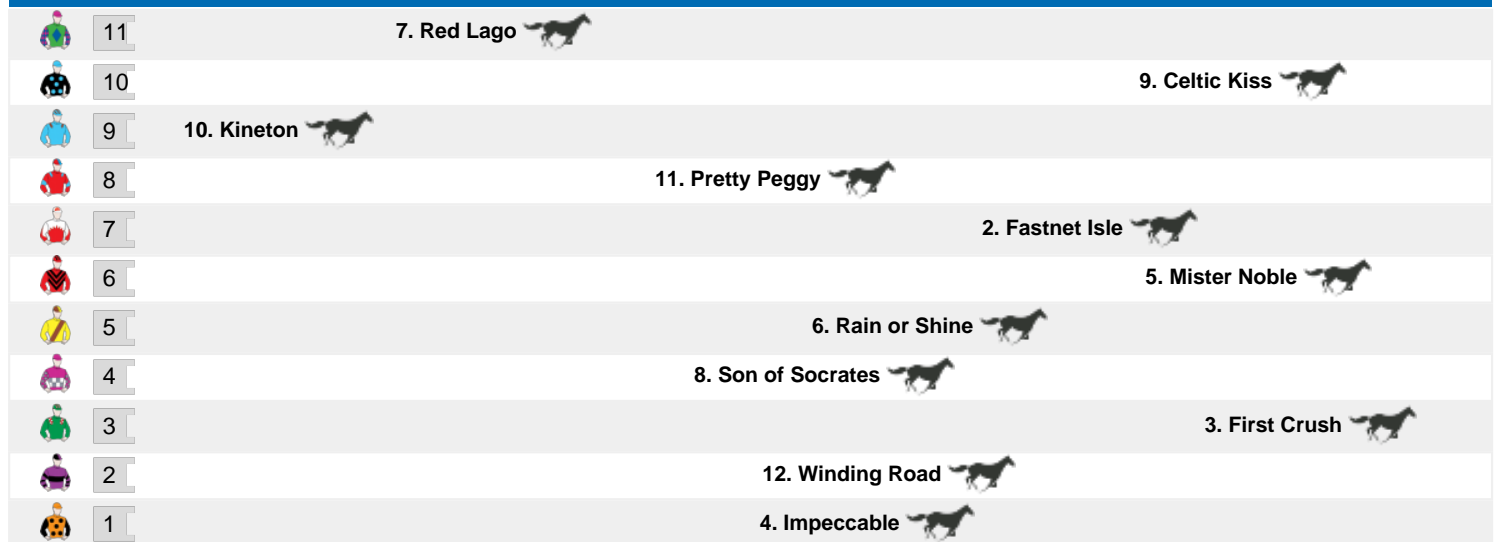 11 7. Red Lago
10 9. Celtic Kiss
9 10. Kineton
8 11. Pretty Peggy
7 2. Fastnet Isle
6 5. Mister Noble
5 6. Rain or Shine
4 8. Son of Socrates
3 3. First Crush
2 12. Winding Road
1 4. Impeccable